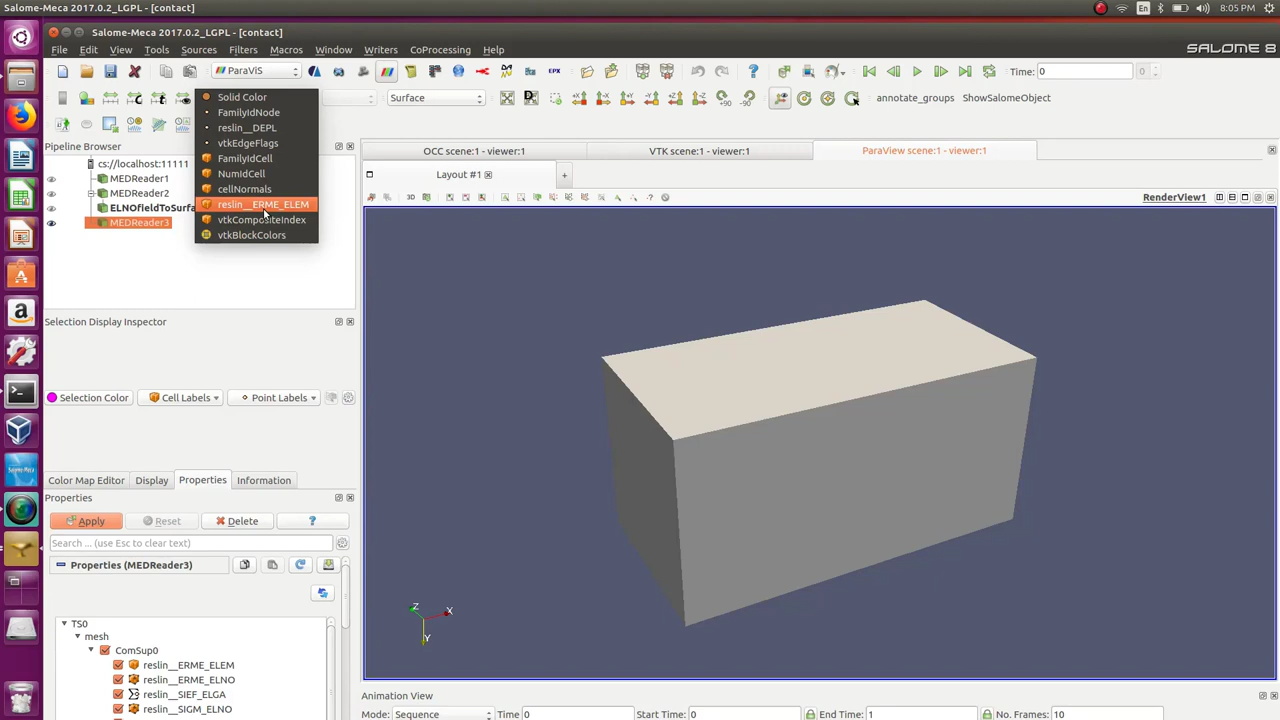 Salome-Meca 2017.0.2_LGPL - [contact]
En
8:05 PM
Salome-Meca 2017.0.2_LGPL - [contact]
File Edit View Tools Sources Filters Macros Window Writers CoProcessing Help
SALOME 8
ParaViS
EPX
Time: 0
0
Surface
+X -X +Y -Y +Z -Z
+90 -90
annotate_groups ShowSalomeObject
Solid Color
FamilyIdNode
reslin__DEPL
vtkEdgeFlags
FamilyIdCell
NumIdCell
cellNormals
reslin__ERME_ELEM
vtkCompositeIndex
vtkBlockColors
Pipeline Browser
cs://localhost:11111
MEDReader1
MEDReader2
ELNOfieldToSurfa
MEDReader3
OCC scene:1 - viewer:1
VTK scene:1 - viewer:1
ParaView scene:1 - viewer:1
Layout #1
+
3D
RenderView1
Selection Display Inspector
Selection Color
Cell Labels
Point Labels
Color Map Editor
Display
Properties
Information
Properties
Apply
Reset
Delete
?
Search ... (use Esc to clear text)
Properties (MEDReader3)
TS0
mesh
ComSup0
reslin__ERME_ELEM
reslin__ERME_ELNO
reslin__SIEF_ELGA
reslin__SIGM_ELNO
Z
X
Y
Animation View
Mode: Sequence
Time 0
Start Time: 0
End Time: 1
No. Frames: 10